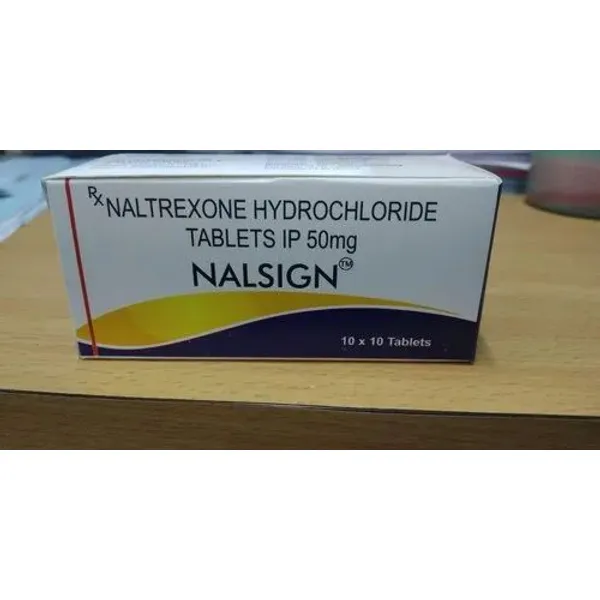 Rx NALTREXONE HYDROCHLORIDE
TABLETS IP 50mg
NALSIGN™
10 x 10 Tablets